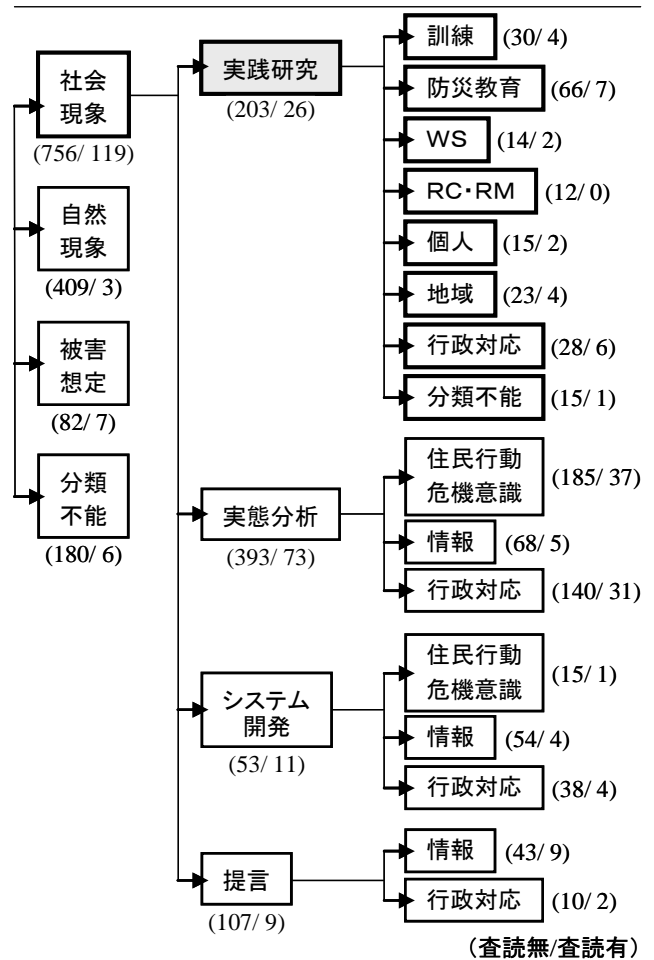 社会
現象
(756/ 119)
自然
現象
(409/ 3)
被害
想定
(82/ 7)
分類
不能
(180/ 6)
実践研究
(203/ 26)
訓練 (30/ 4)
防災教育 (66/ 7)
WS (14/ 2)
RC・RM (12/ 0)
個人 (15/ 2)
地域 (23/ 4)
行政対応 (28/ 6)
分類不能 (15/ 1)
実態分析
(393/ 73)
住民行動
危機意識
(185/ 37)
情報 (68/ 5)
行政対応 (140/ 31)
システム
開発
(53/ 11)
住民行動
危機意識
(15/ 1)
情報 (54/ 4)
行政対応 (38/ 4)
提言
(107/ 9)
情報 (43/ 9)
行政対応 (10/ 2)
(査読無/査読有)